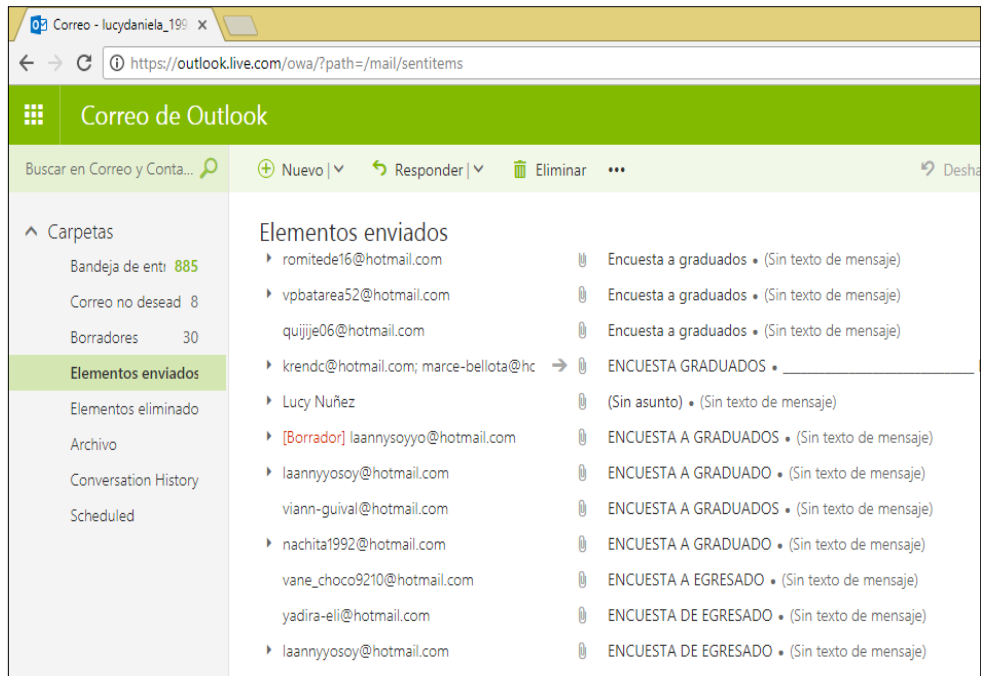 Correo - lucydaniela_199
https://outlook.live.com/owa/?path=/mail/sentitems
Correo de Outlook
Buscar en Correo y Conta...
Nuevo | Responder | Eliminar ••• Desha
Carpetas
Bandeja de entr 885
Correo no desead 8
Borradores 30
Elementos enviados
Elementos eliminado
Archivo
Conversation History
Scheduled
Elementos enviados
romitede16@hotmail.com Encuesta a graduados • (Sin texto de mensaje)
vpbatarea52@hotmail.com Encuesta a graduados • (Sin texto de mensaje)
quijije06@hotmail.com Encuesta a graduados • (Sin texto de mensaje)
krendc@hotmail.com; marce-bellota@hc ENCUESTA GRADUADOS • ___________________________
Lucy Nuñez (Sin asunto) • (Sin texto de mensaje)
[Borrador] laannysoyyo@hotmail.com ENCUESTA A GRADUADOS • (Sin texto de mensaje)
laannyyosoy@hotmail.com ENCUESTA A GRADUADO • (Sin texto de mensaje)
viann-guival@hotmail.com ENCUESTA A GRADUADOS • (Sin texto de mensaje)
nachita1992@hotmail.com ENCUESTA A GRADUADO • (Sin texto de mensaje)
vane_choco9210@hotmail.com ENCUESTA A EGRESADO • (Sin texto de mensaje)
yadira-eli@hotmail.com ENCUESTA DE EGRESADO • (Sin texto de mensaje)
laannyyosoy@hotmail.com ENCUESTA DE EGRESADO • (Sin texto de mensaje)